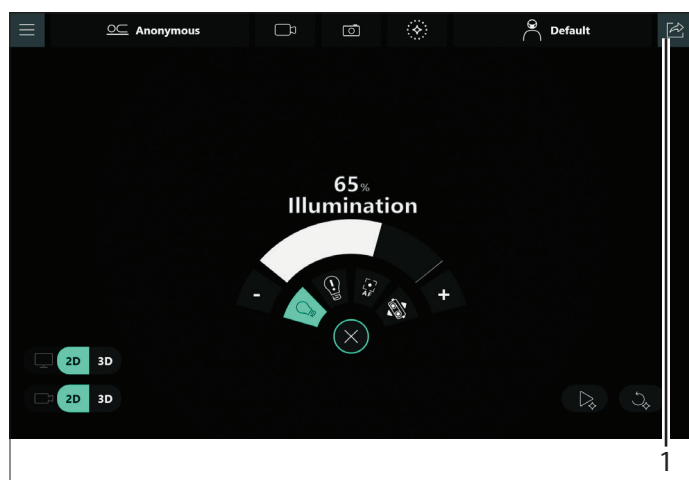 Anonymous
Default
65%
Illumination
-
AF
+
2D 3D
2D 3D
1